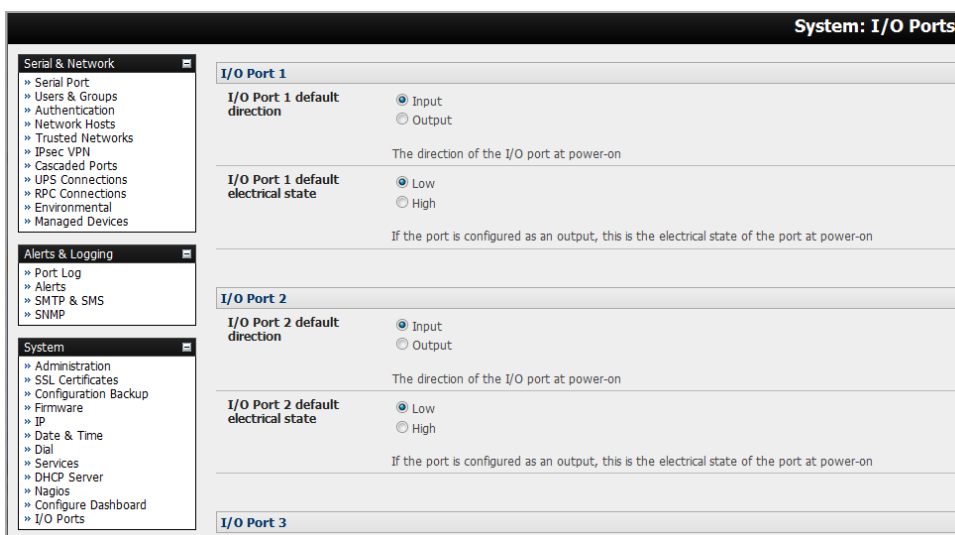 System: I/O Ports
Serial & Network
» Serial Port
» Users & Groups
» Authentication
» Network Hosts
» Trusted Networks
» IPsec VPN
» Cascaded Ports
» UPS Connections
» RPC Connections
» Environmental
» Managed Devices
Alerts & Logging
» Port Log
» Alerts
» SMTP & SMS
» SNMP
System
» Administration
» SSL Certificates
» Configuration Backup
» Firmware
» IP
» Date & Time
» Dial
» Services
» DHCP Server
» Nagios
» Configure Dashboard
» I/O Ports
I/O Port 1
I/O Port 1 default
direction
Input
Output
The direction of the I/O port at power-on
I/O Port 1 default
electrical state
Low
High
If the port is configured as an output, this is the electrical state of the port at power-on
I/O Port 2
I/O Port 2 default
direction
Input
Output
The direction of the I/O port at power-on
I/O Port 2 default
electrical state
Low
High
If the port is configured as an output, this is the electrical state of the port at power-on
I/O Port 3